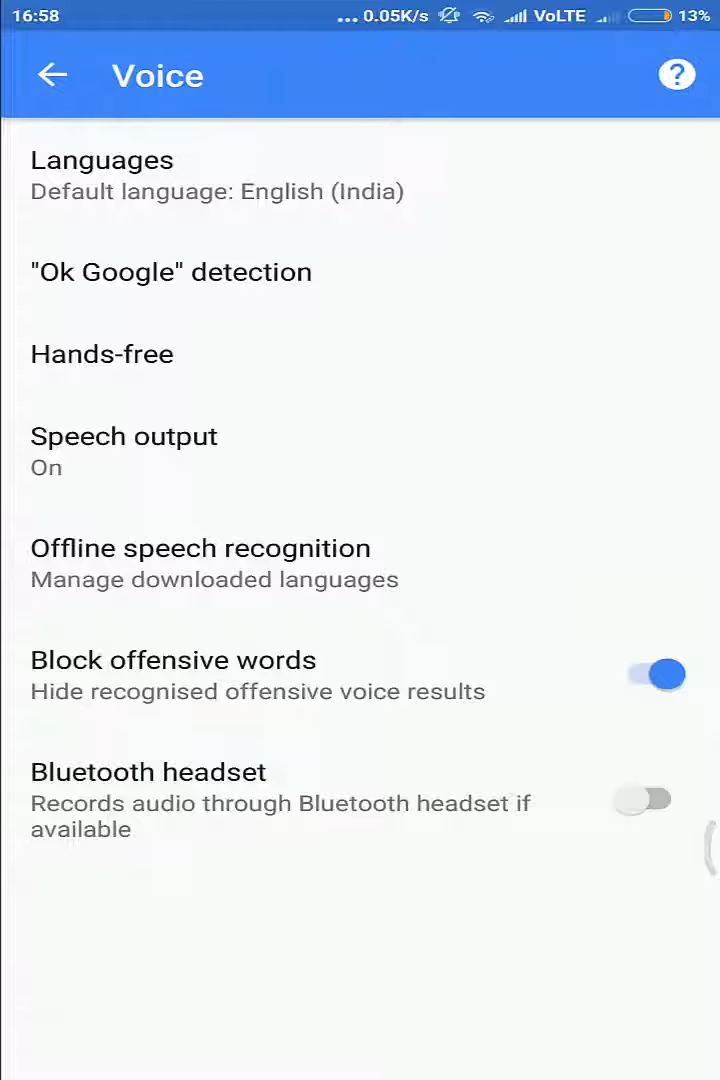 16:58 ... 0.05K/s VoLTE 13%
Voice ?
Languages
Default language: English (India)
"Ok Google" detection
Hands-free
Speech output
On
Offline speech recognition
Manage downloaded languages
Block offensive words
Hide recognised offensive voice results
Bluetooth headset
Records audio through Bluetooth headset if
available